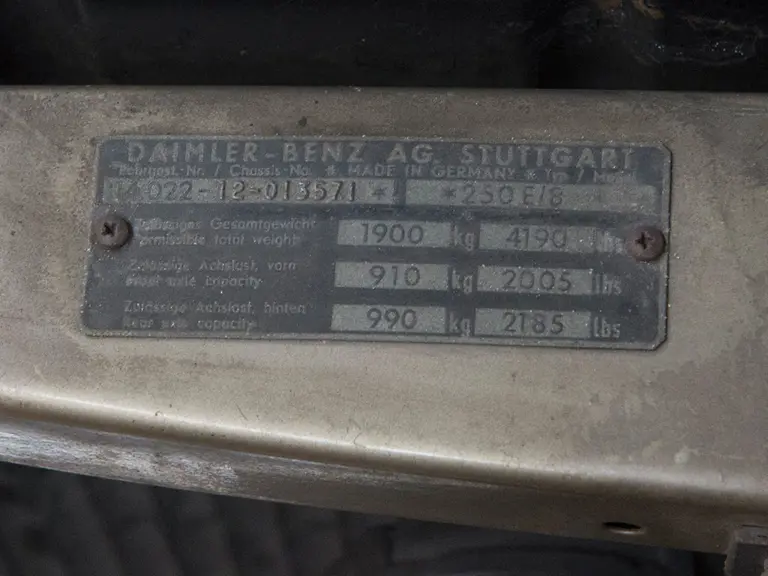 DAIMLER-BENZ AG. STUTTGART
Fahrgest.-Nr. / Chassis-No. * MADE IN GERMANY * Typ / Model
022-12-013571 * *250E/8
Zulässiges Gesamtgewicht 1900 kg 4190 lbs
Permissible total weight
Zulässige Achslast, vorn 910 kg 2005 lbs
axle capacity
Zulässige Achslast, hinten 990 kg 2185 lbs
Rear axle capacity